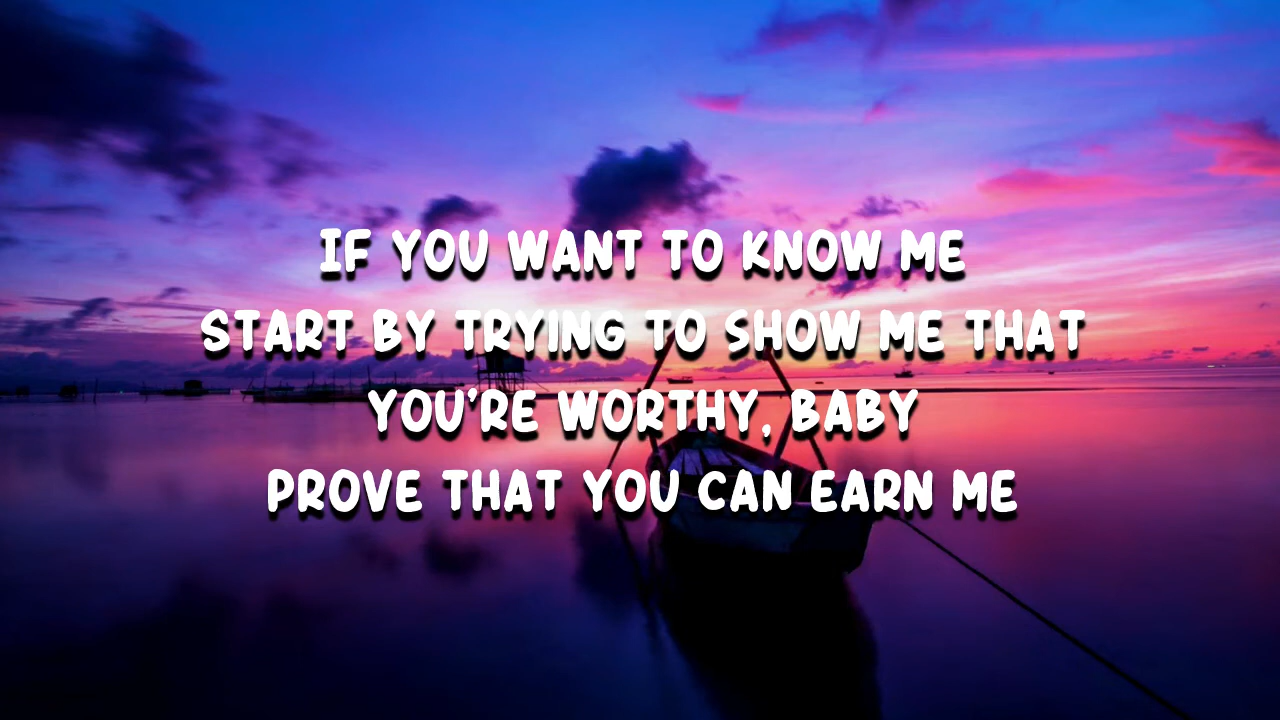 IF YOU WANT TO KNOW ME
START BY TRYING TO SHOW ME THAT
YOU'RE WORTHY, BABY
PROVE THAT YOU CAN EARN ME